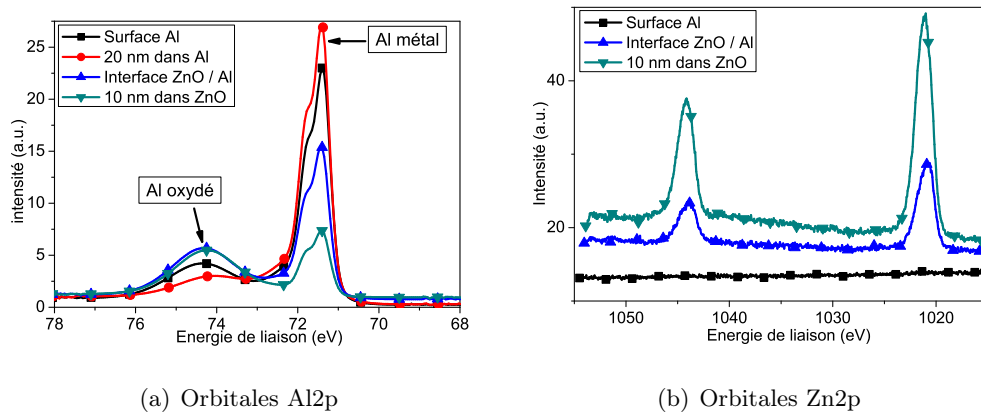 Surface Al
20 nm dans Al
Interface ZnO / Al
10 nm dans ZnO
Al métal
Al oxydé
intensité (a.u.)
25
20
15
10
5
0
78
76
74
72
70
68
Energie de liaison (eV)
(a) Orbitales Al2p
Surface Al
Interface ZnO / Al
10 nm dans ZnO
Intensité (a.u.)
40
20
1050
1040
1030
1020
Energie de liaison (eV)
(b) Orbitales Zn2p